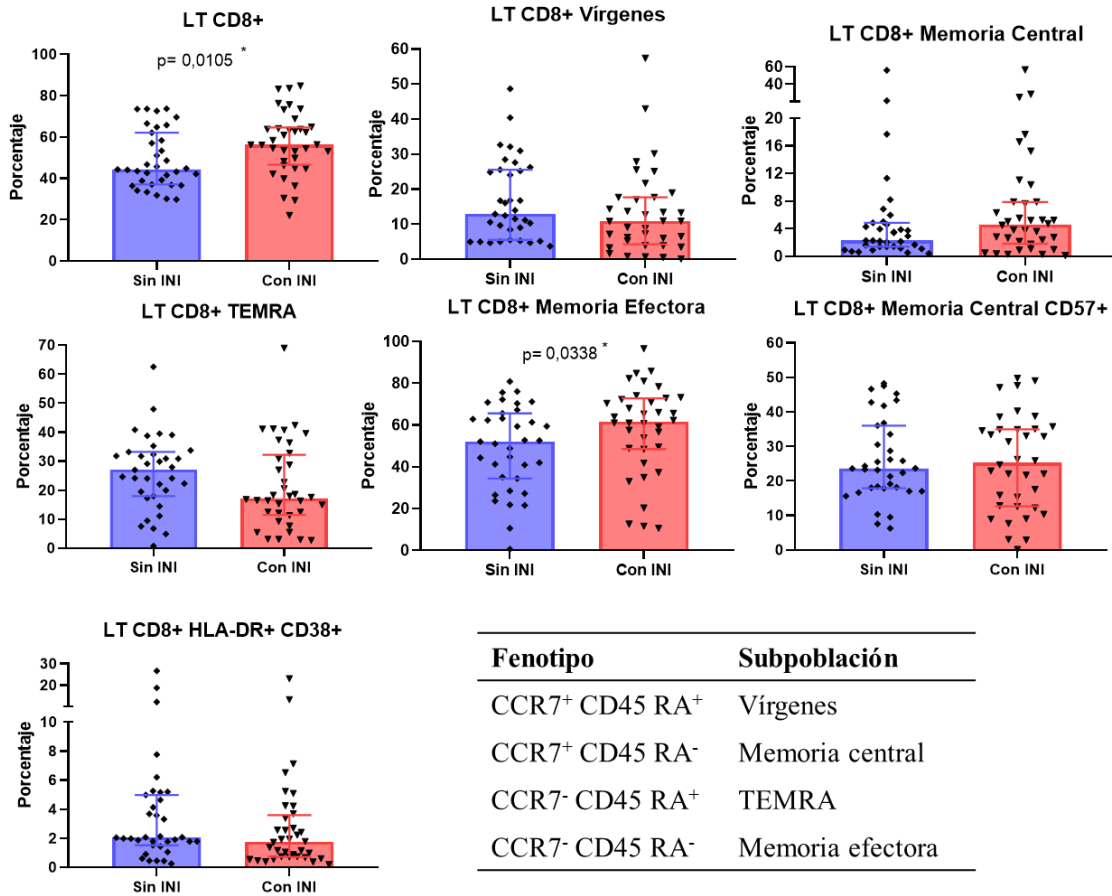 LT CD8+
p= 0,0105 *
Porcentaje
100
80
60
40
20
0
Sin INI
Con INI
LT CD8+ Vírgenes
Porcentaje
60
50
40
30
20
10
0
Sin INI
Con INI
LT CD8+ Memoria Central
Porcentaje
60
40
20
16
12
8
4
0
Sin INI
Con INI
LT CD8+ TEMRA
Porcentaje
70
60
50
40
30
20
10
0
Sin INI
Con INI
LT CD8+ Memoria Efectora
p= 0,0338 *
Porcentaje
100
80
60
40
20
0
Sin INI
Con INI
LT CD8+ Memoria Central CD57+
Porcentaje
60
50
40
30
20
10
0
Sin INI
Con INI
LT CD8+ HLA-DR+ CD38+
Porcentaje
30
20
10
8
6
4
2
0
Sin INI
Con INI
Fenotipo Subpoblación
CCR7⁺ CD45 RA⁺ Vírgenes
CCR7⁺ CD45 RA⁻ Memoria central
CCR7⁻ CD45 RA⁺ TEMRA
CCR7⁻ CD45 RA⁻ Memoria efectora